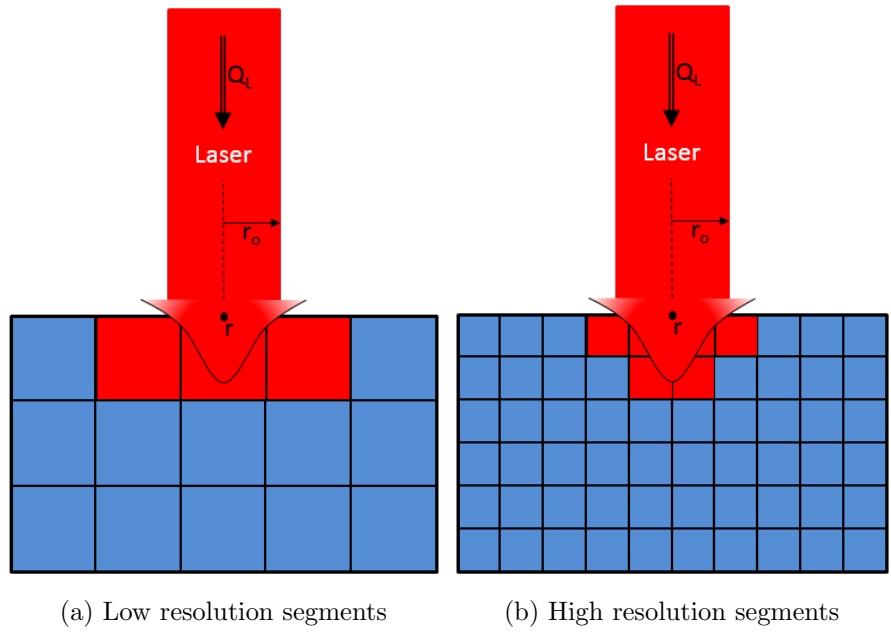 Q_L
Laser
r_o
r
Q_L
Laser
r_o
r
(a) Low resolution segments
(b) High resolution segments